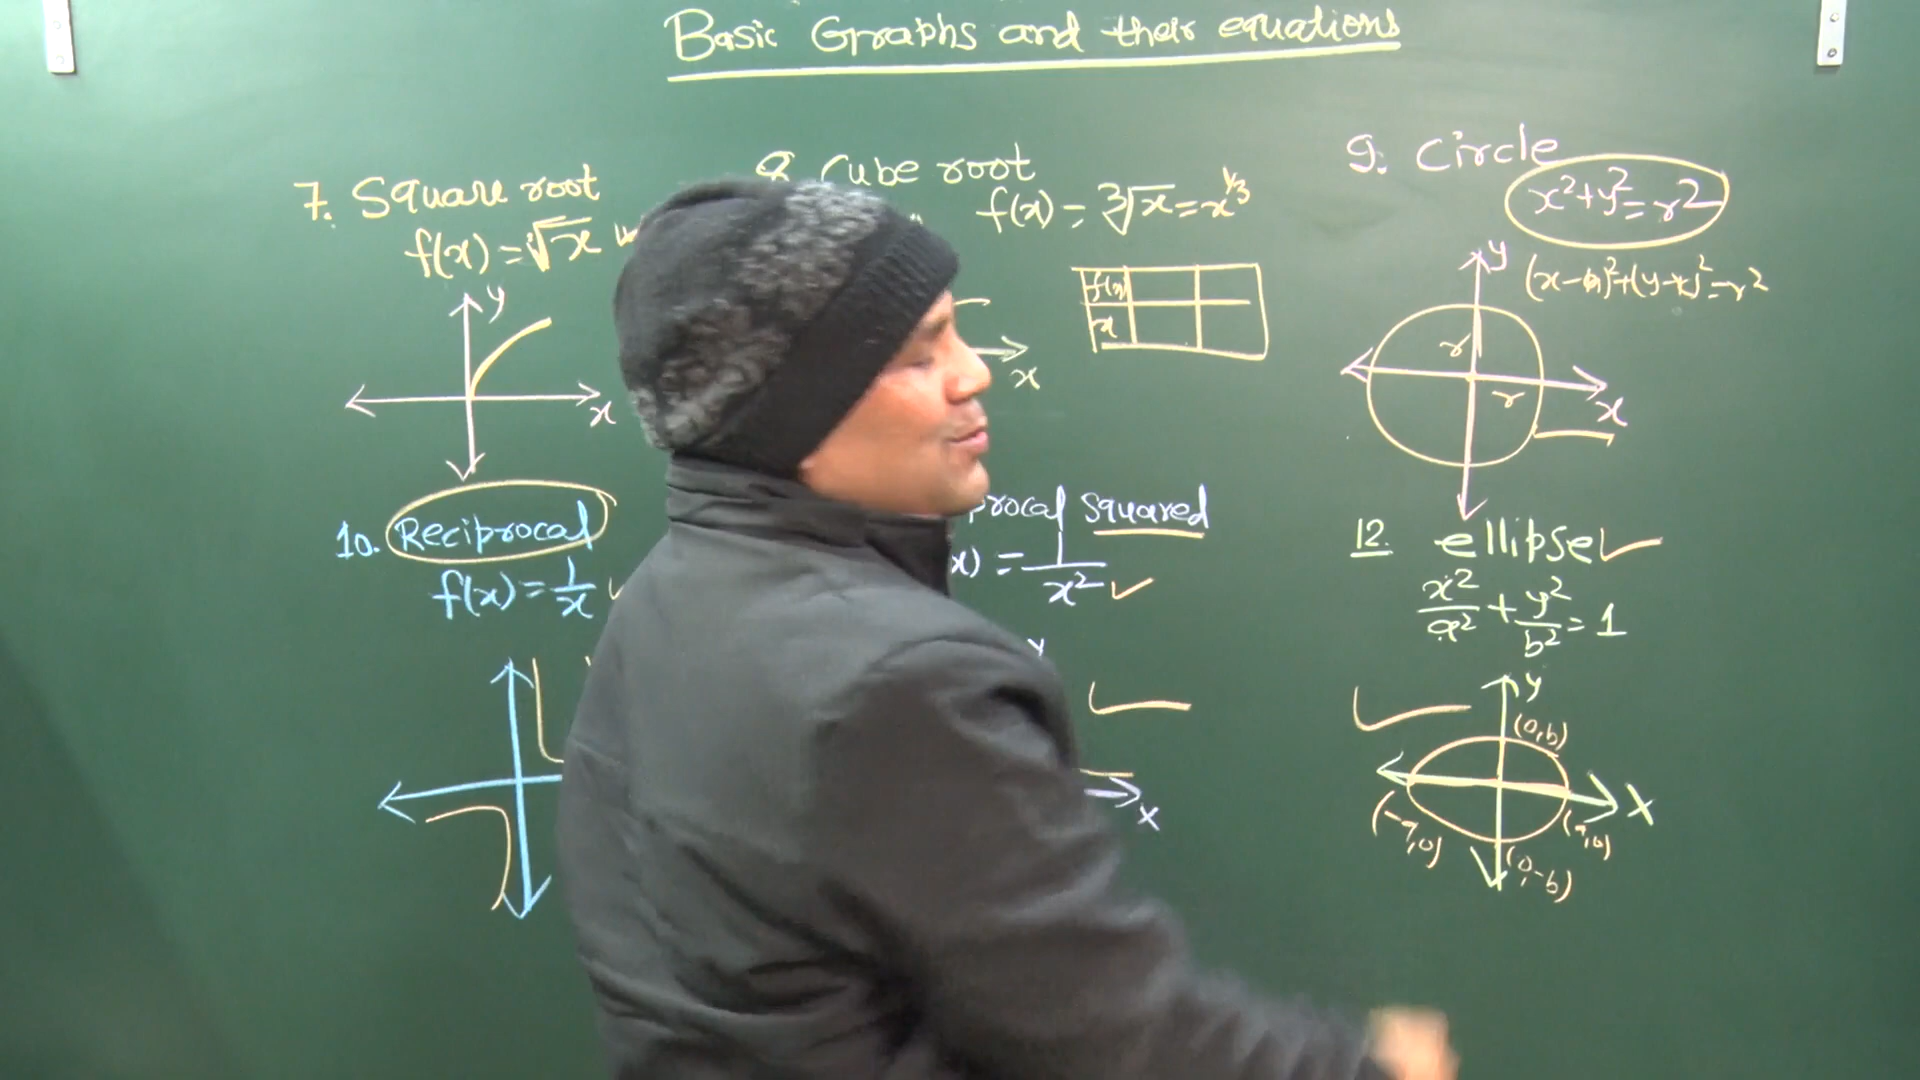 Basic Graphs and their equations
7. Square root
f(x) = √x
y
x
8. Cube root
f(x) = ∛x = x^1/3
f(x)
x
x
9. Circle
x²+y²=r²
(x-h)²+(y-k)²=r²
y
r
r
x
10. Reciprocal
f(x) = 1/x
procal Squared
x) = 1/x²
y
x
12. ellipse
x²/a² + y²/b² = 1
y
(0,b)
x
(-a,0)
(a,0)
(0,-b)